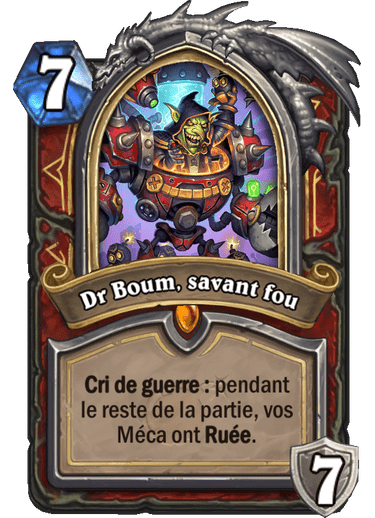 7
Dr Boum, savant fou
Cri de guerre : pendant
le reste de la partie, vos
Méca ont Ruée.
7